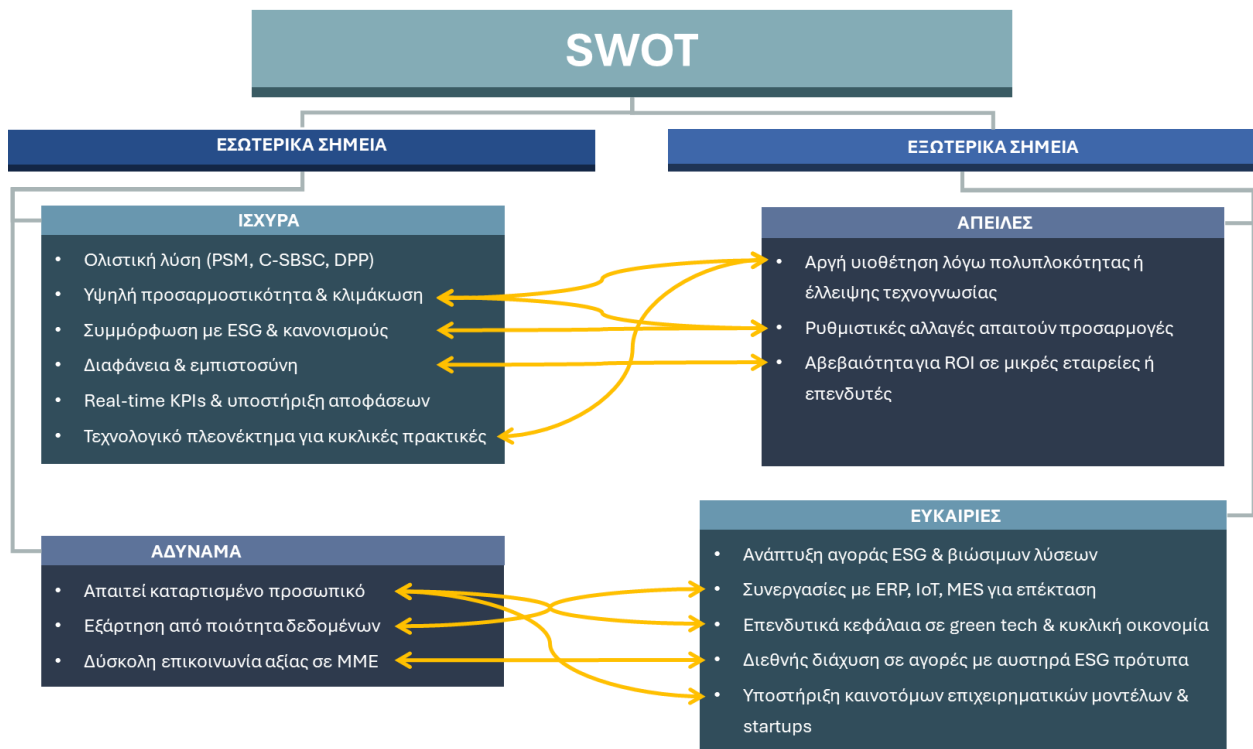 SWOT
ΕΣΩΤΕΡΙΚΑ ΣΗΜΕΙΑ
ΙΣΧΥΡΑ
• Ολιστική λύση (PSM, C-SBSC, DPP)
• Υψηλή προσαρμοστικότητα & κλιμάκωση
• Συμμόρφωση με ESG & κανονισμούς
• Διαφάνεια & εμπιστοσύνη
• Real-time KPIs & υποστήριξη αποφάσεων
• Τεχνολογικό πλεονέκτημα για κυκλικές πρακτικές
ΑΔΥΝΑΜΑ
• Απαιτεί καταρτισμένο προσωπικό
• Εξάρτηση από ποιότητα δεδομένων
• Δύσκολη επικοινωνία αξίας σε ΜΜΕ
ΕΞΩΤΕΡΙΚΑ ΣΗΜΕΙΑ
ΑΠΕΙΛΕΣ
• Αργή υιοθέτηση λόγω πολυπλοκότητας ή
έλλειψης τεχνογνωσίας
• Ρυθμιστικές αλλαγές απαιτούν προσαρμογές
• Αβεβαιότητα για ROI σε μικρές εταιρείες ή
επενδυτές
ΕΥΚΑΙΡΙΕΣ
• Ανάπτυξη αγοράς ESG & βιώσιμων λύσεων
• Συνεργασίες με ERP, IoT, MES για επέκταση
• Επενδυτικά κεφάλαια σε green tech & κυκλική οικονομία
• Διεθνής διάχυση σε αγορές με αυστηρά ESG πρότυπα
• Υποστήριξη καινοτόμων επιχειρηματικών μοντέλων &
startups